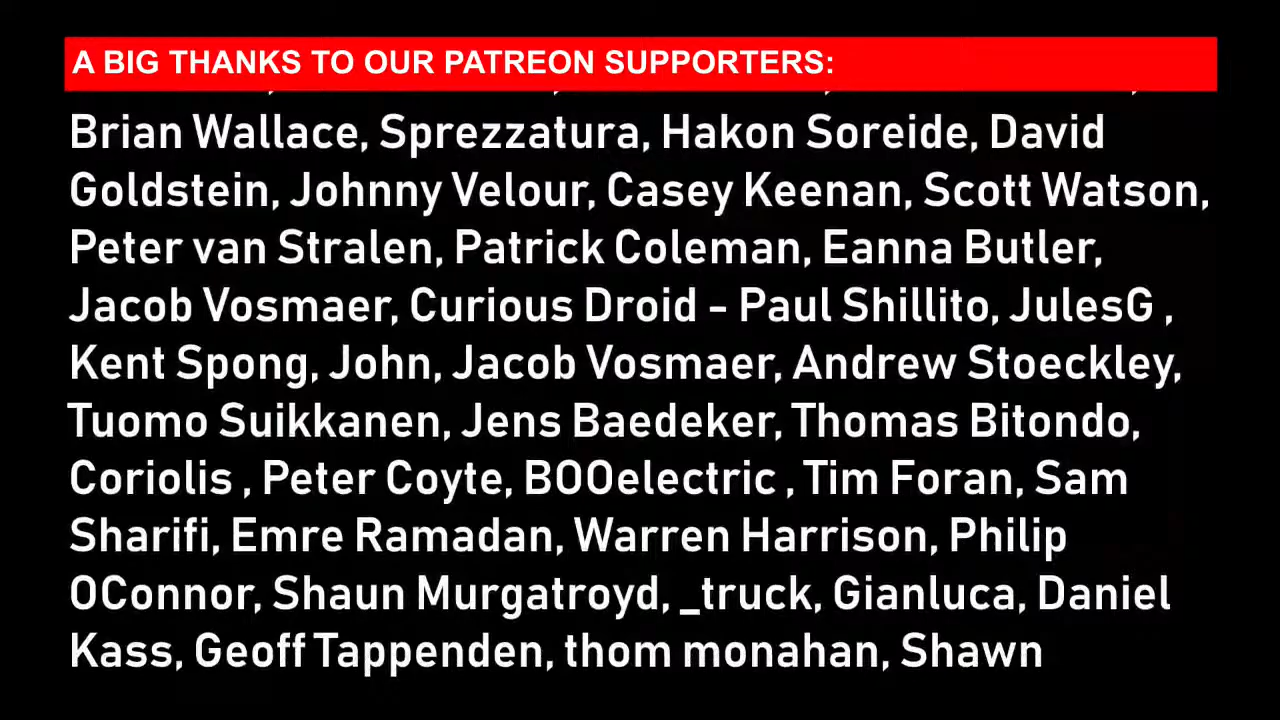 A BIG THANKS TO OUR PATREON SUPPORTERS:
Brian Wallace, Sprezzatura, Hakon Soreide, David
Goldstein, Johnny Velour, Casey Keenan, Scott Watson,
Peter van Stralen, Patrick Coleman, Eanna Butler,
Jacob Vosmaer, Curious Droid - Paul Shillito, JulesG ,
Kent Spong, John, Jacob Vosmaer, Andrew Stoeckley,
Tuomo Suikkanen, Jens Baedeker, Thomas Bitondo,
Coriolis , Peter Coyte, BOOelectric , Tim Foran, Sam
Sharifi, Emre Ramadan, Warren Harrison, Philip
OConnor, Shaun Murgatroyd, _truck, Gianluca, Daniel
Kass, Geoff Tappenden, thom monahan, Shawn